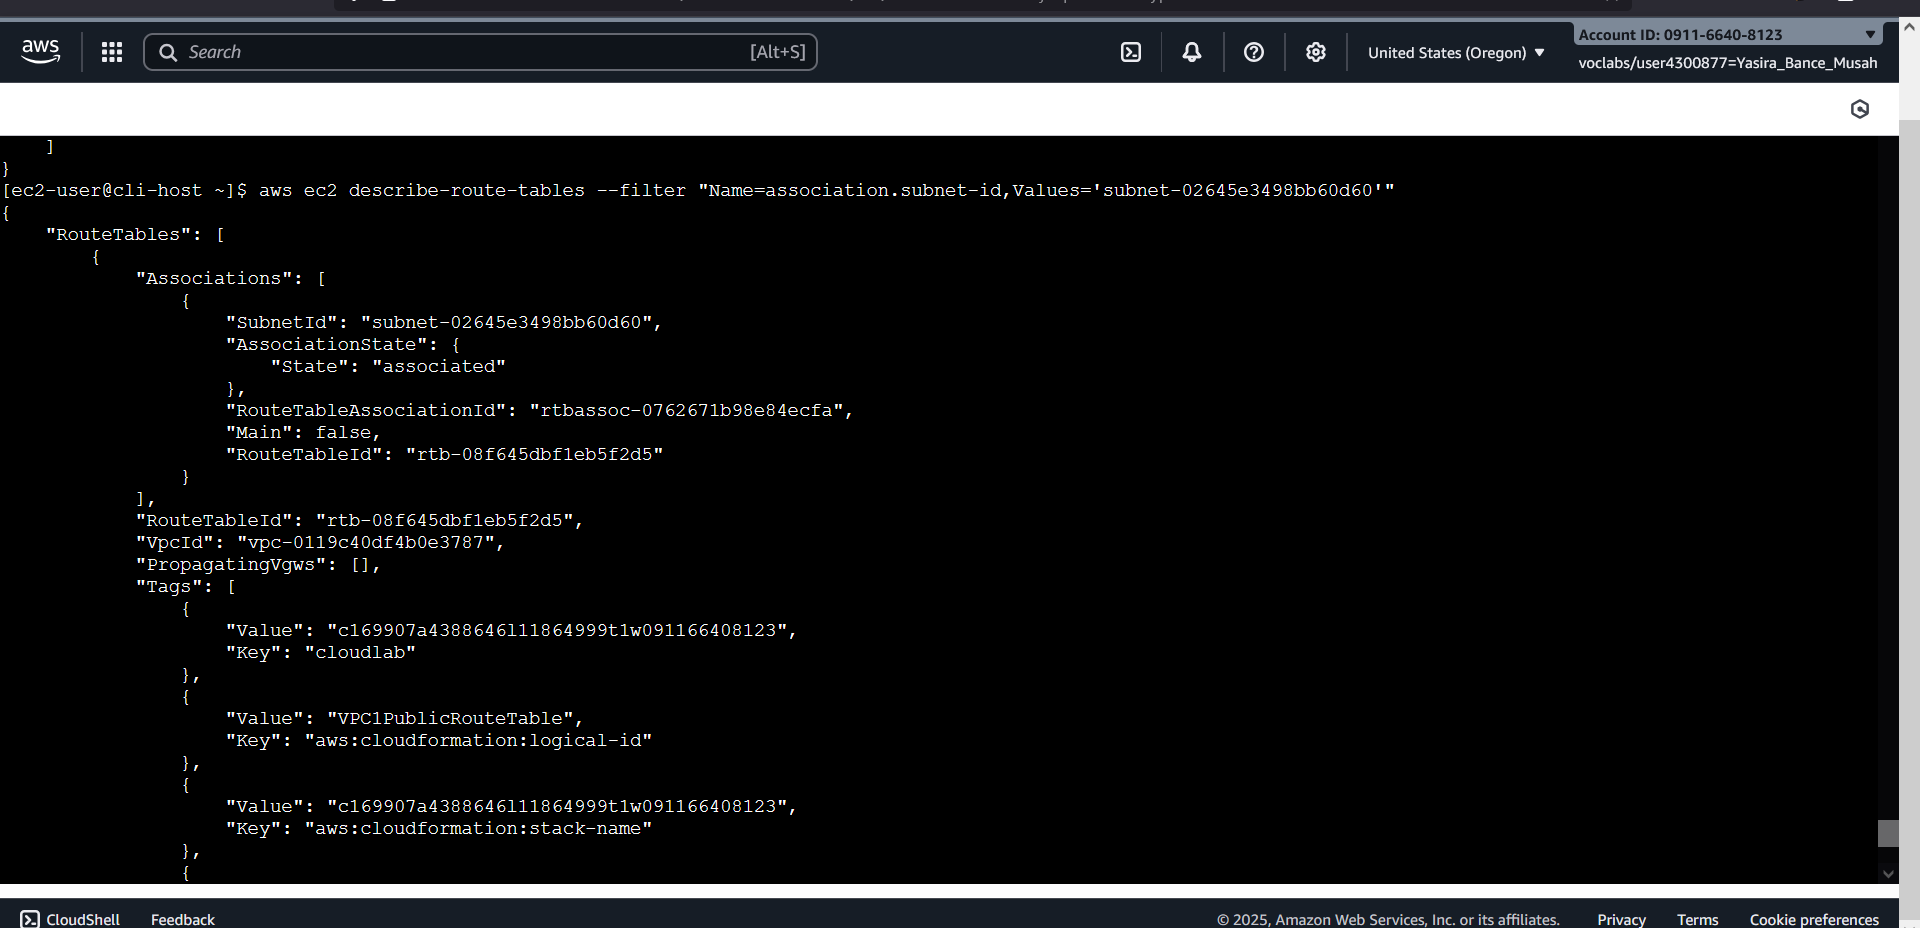 aws
Search [Alt+S]
United States (Oregon) ▼
Account ID: 0911-6640-8123 ▼
voclabs/user4300877=Yasira_Bance_Musah
    ]
}
[ec2-user@cli-host ~]$ aws ec2 describe-route-tables --filter "Name=association.subnet-id,Values='subnet-02645e3498bb60d60'"
{
    "RouteTables": [
        {
            "Associations": [
                {
                    "SubnetId": "subnet-02645e3498bb60d60",
                    "AssociationState": {
                        "State": "associated"
                    },
                    "RouteTableAssociationId": "rtbassoc-0762671b98e84ecfa",
                    "Main": false,
                    "RouteTableId": "rtb-08f645dbf1eb5f2d5"
                }
            ],
            "RouteTableId": "rtb-08f645dbf1eb5f2d5",
            "VpcId": "vpc-0119c40df4b0e3787",
            "PropagatingVgws": [],
            "Tags": [
                {
                    "Value": "c169907a4388646l11864999t1w091166408123",
                    "Key": "cloudlab"
                },
                {
                    "Value": "VPC1PublicRouteTable",
                    "Key": "aws:cloudformation:logical-id"
                },
                {
                    "Value": "c169907a4388646l11864999t1w091166408123",
                    "Key": "aws:cloudformation:stack-name"
                },
                {
CloudShell Feedback © 2025, Amazon Web Services, Inc. or its affiliates. Privacy Terms Cookie preferences